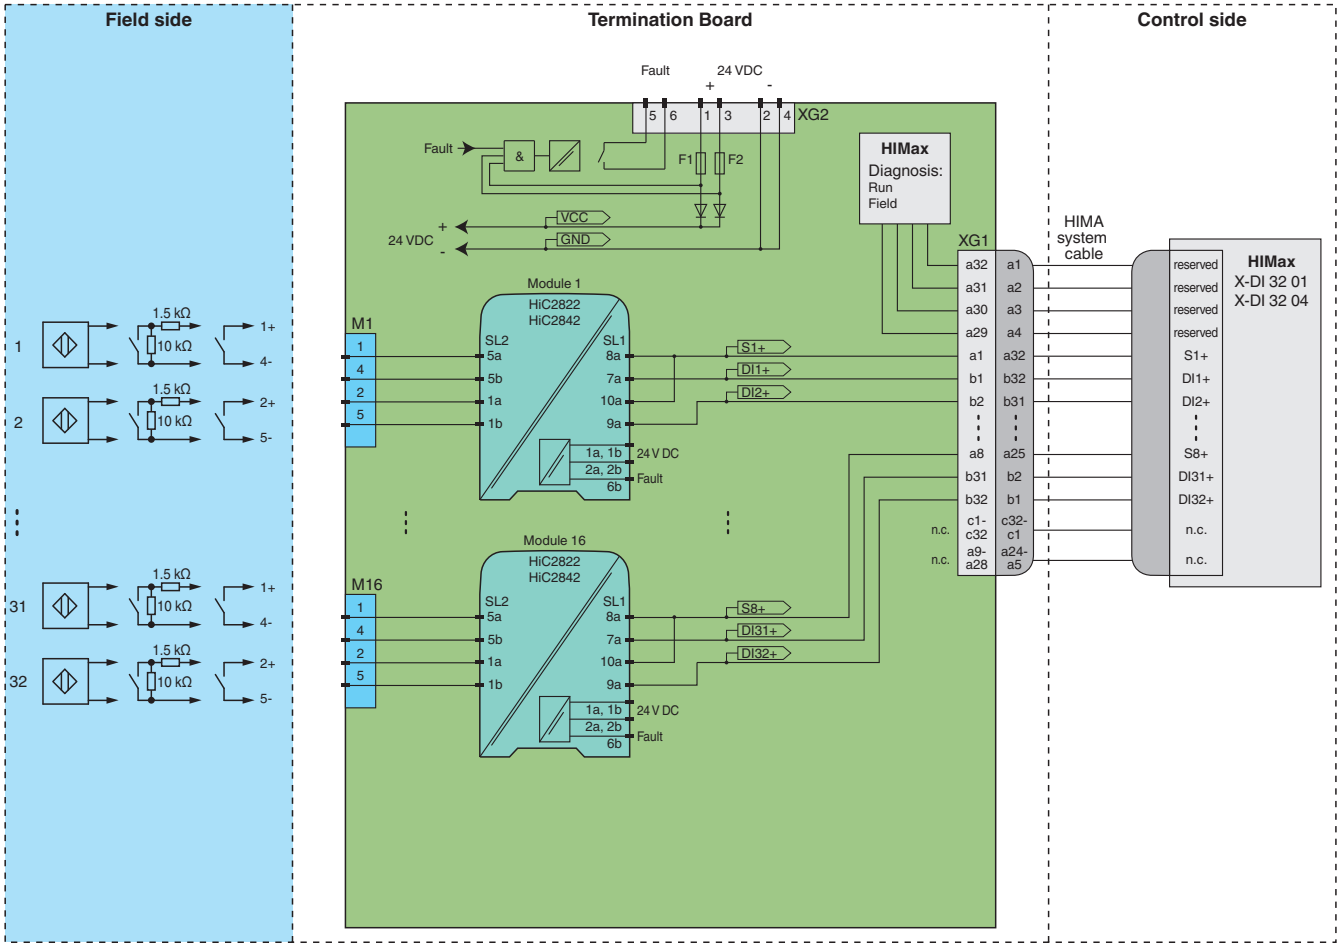 Field side
Termination Board
Control side
Fault
24 VDC
+
-
5
6
1
3
2
4
XG2
Fault
&
F1
F2
VCC
GND
+
24 VDC
-
HIMax
Diagnosis:
Run
Field
HIMA
system
cable
XG1
a32
a1
a31
a2
a30
a3
a29
a4
a1
a32
b1
b32
b2
b31
a8
a25
b31
b2
b32
b1
n.c.
c1-
c32
c32-
c1
n.c.
a9-
a28
a24-
a5
reserved
reserved
reserved
reserved
S1+
DI1+
DI2+
S8+
DI31+
DI32+
n.c.
n.c.
HIMax
X-DI 32 01
X-DI 32 04
1
1.5 kΩ
10 kΩ
1+
4-
2
1.5 kΩ
10 kΩ
2+
5-
31
1.5 kΩ
10 kΩ
1+
4-
32
1.5 kΩ
10 kΩ
2+
5-
M1
1
4
2
5
Module 1
HiC2822
HiC2842
SL2
5a
5b
1a
1b
SL1
8a
7a
10a
9a
1a, 1b
2a, 2b
6b
24 V DC
Fault
S1+
DI1+
DI2+
M16
1
4
2
5
Module 16
HiC2822
HiC2842
SL2
5a
5b
1a
1b
SL1
8a
7a
10a
9a
1a, 1b
2a, 2b
6b
24 V DC
Fault
S8+
DI31+
DI32+